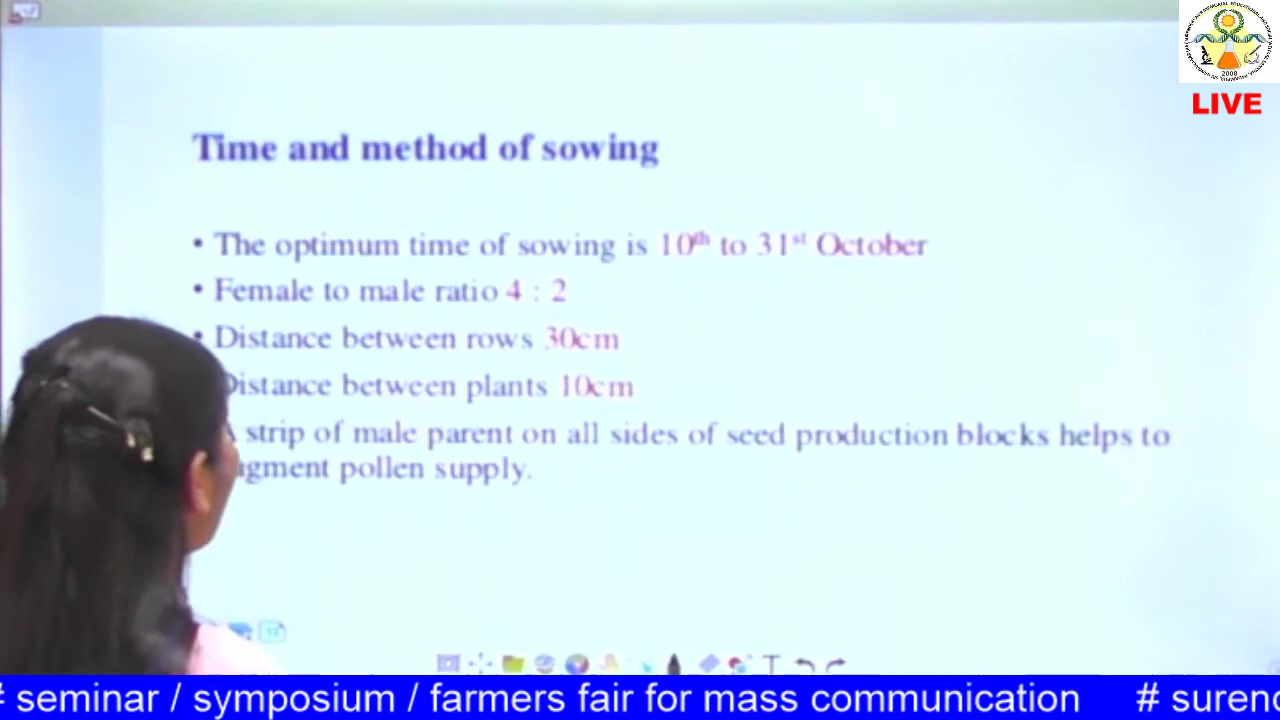 LIVE
2008
Time and method of sowing
• The optimum time of sowing is 10th to 31st October
• Female to male ratio 4 : 2
• Distance between rows 30cm
Distance between plants 10cm
strip of male parent on all sides of seed production blocks helps to
pollen supply.
# seminar / symposium / farmers fair for mass communication # surend